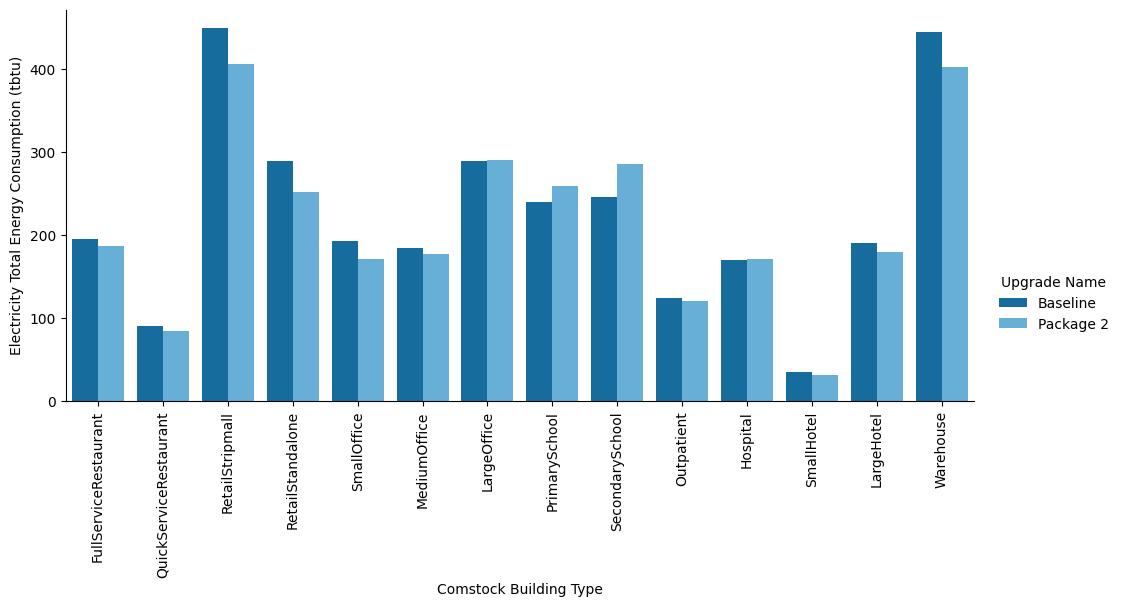 Electricity Total Energy Consumption (tbtu)
400
300
200
100
0
FullServiceRestaurant
QuickServiceRestaurant
RetailStripmall
RetailStandalone
SmallOffice
MediumOffice
LargeOffice
PrimarySchool
SecondarySchool
Outpatient
Hospital
SmallHotel
LargeHotel
Warehouse
Comstock Building Type
Upgrade Name
Baseline
Package 2